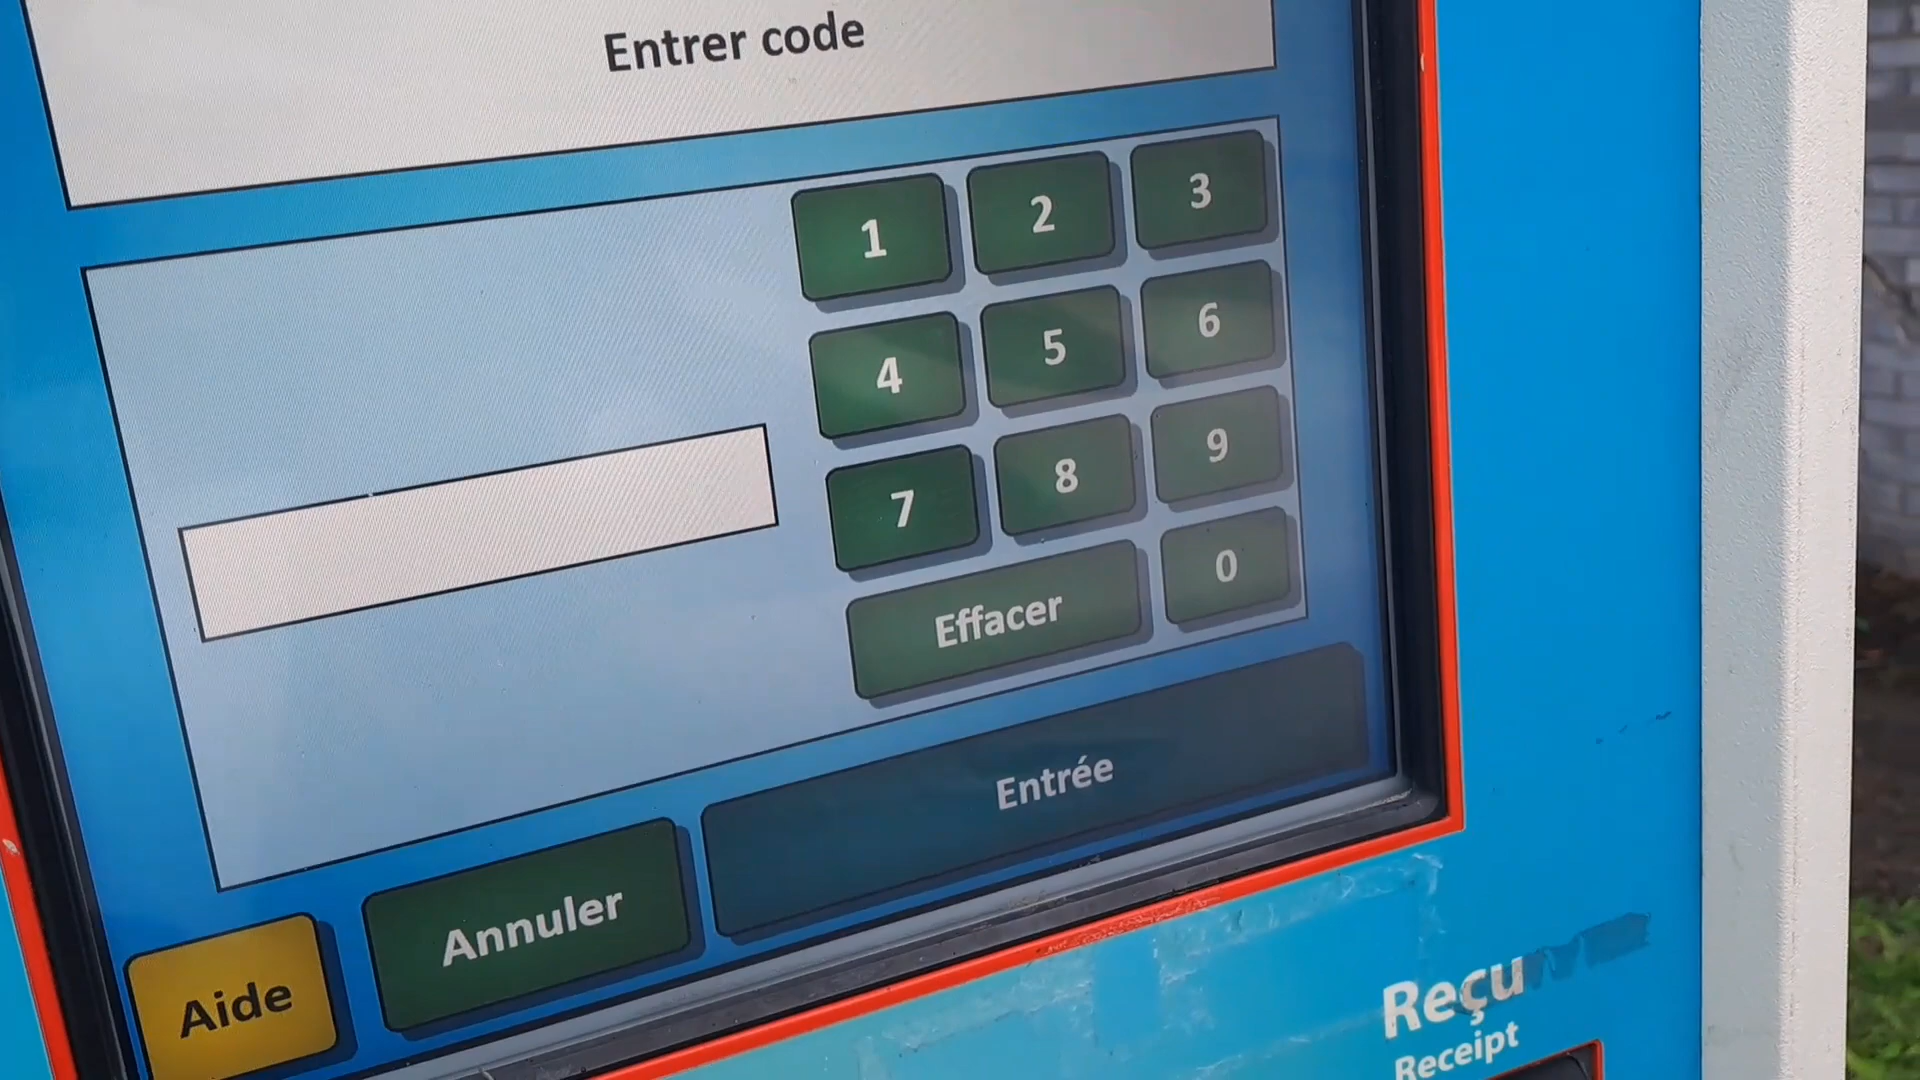 Entrer code
1 2 3
4 5 6
7 8 9
Effacer 0
Entrée
Annuler
Aide
Reçu
Receipt